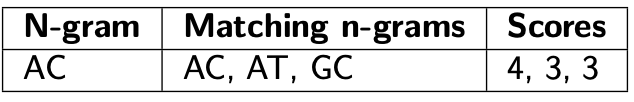 N-gram Matching n-grams Scores
AC AC, AT, GC 4, 3, 3